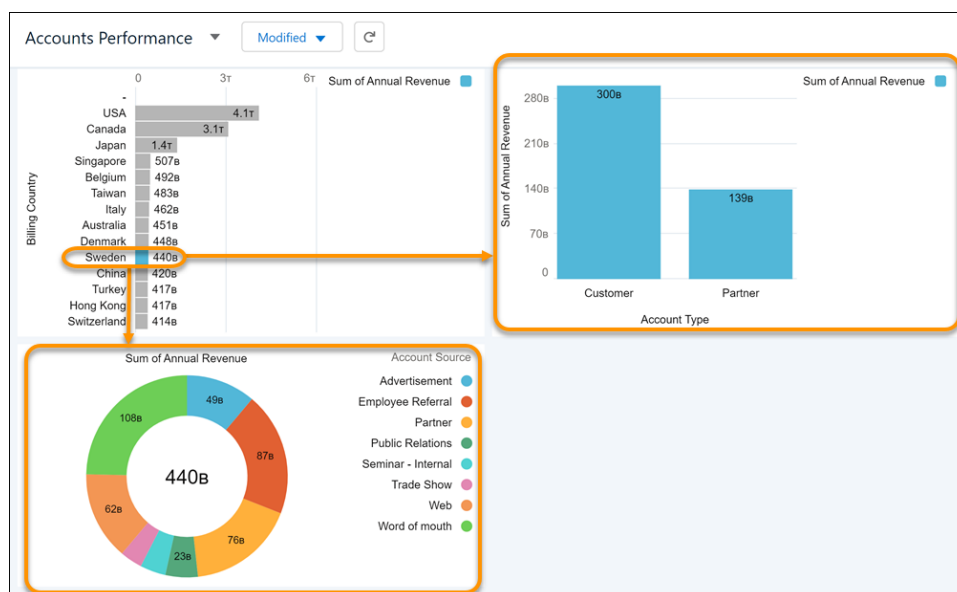 Accounts Performance Modified
0 3T 6T Sum of Annual Revenue
-
USA 4.1T
Canada 3.1T
Japan 1.4T
Singapore 507B
Belgium 492B
Taiwan 483B
Italy 462B
Australia 451B
Denmark 448B
Sweden 440B
China 420B
Turkey 417B
Hong Kong 417B
Switzerland 414B
Billing Country
Sum of Annual Revenue
Sum of Annual Revenue
280B
210B
140B
70B
0
300B
139B
Customer Partner
Account Type
Sum of Annual Revenue
49B
87B
76B
23B
62B
108B
440B
Account Source
Advertisement
Employee Referral
Partner
Public Relations
Seminar - Internal
Trade Show
Web
Word of mouth